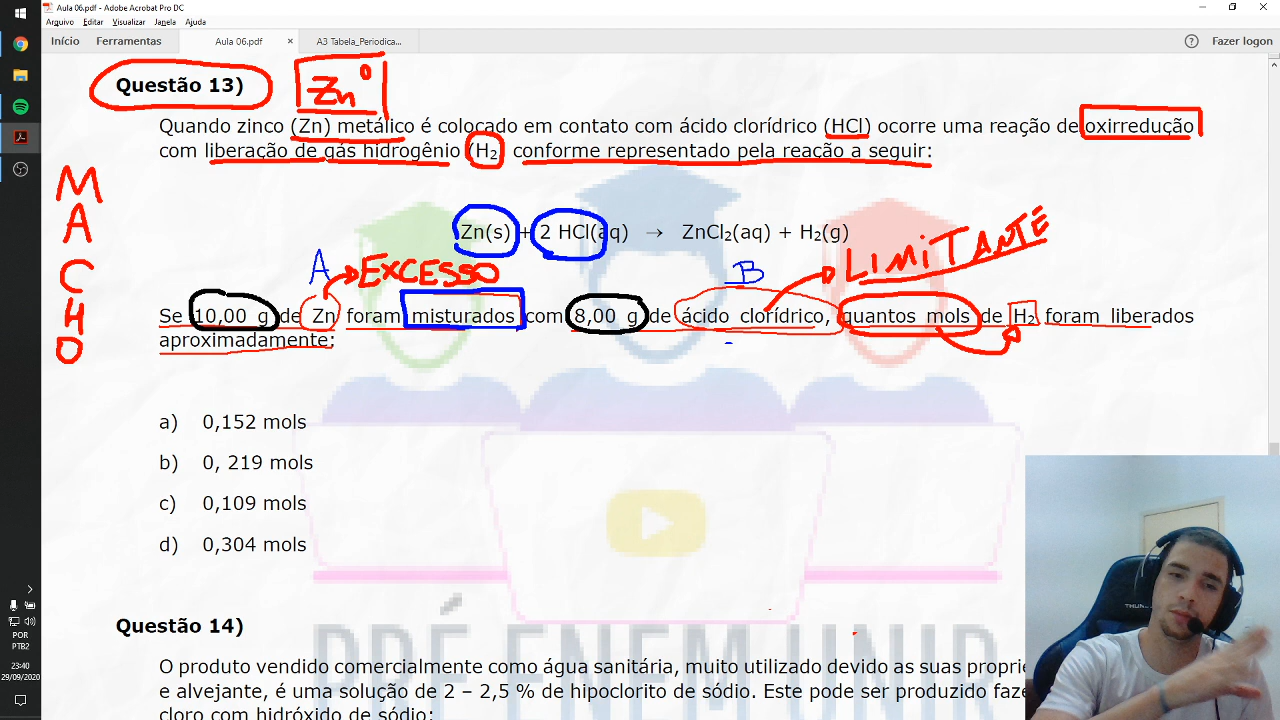 Aula 06.pdf - Adobe Acrobat Pro DC
Arquivo Editar Visualizar Janela Ajuda
Início Ferramentas Aula 06.pdf × A3 Tabela_Periodica... Fazer logon
Questão 13)
Zn⁰
Quando zinco (Zn) metálico é colocado em contato com ácido clorídrico (HCl) ocorre uma reação de oxirredução
com liberação de gás hidrogênio (H₂) conforme representado pela reação a seguir:
MACHO
Zn(s) + 2 HCl(aq) → ZnCl₂(aq) + H₂(g)
A EXCESSO B LIMITANTE
Se 10,00 g de Zn foram misturados com 8,00 g de ácido clorídrico, quantos mols de H₂ foram liberados
aproximadamente:
a) 0,152 mols
b) 0, 219 mols
c) 0,109 mols
d) 0,304 mols
Questão 14)
PRÉ ENEM UNIR
O produto vendido comercialmente como água sanitária, muito utilizado devido as suas proprie
e alvejante, é uma solução de 2 – 2,5 % de hipoclorito de sódio. Este pode ser produzido faze
cloro com hidróxido de sódio:
POR
PTB2
23:40
29/09/2020